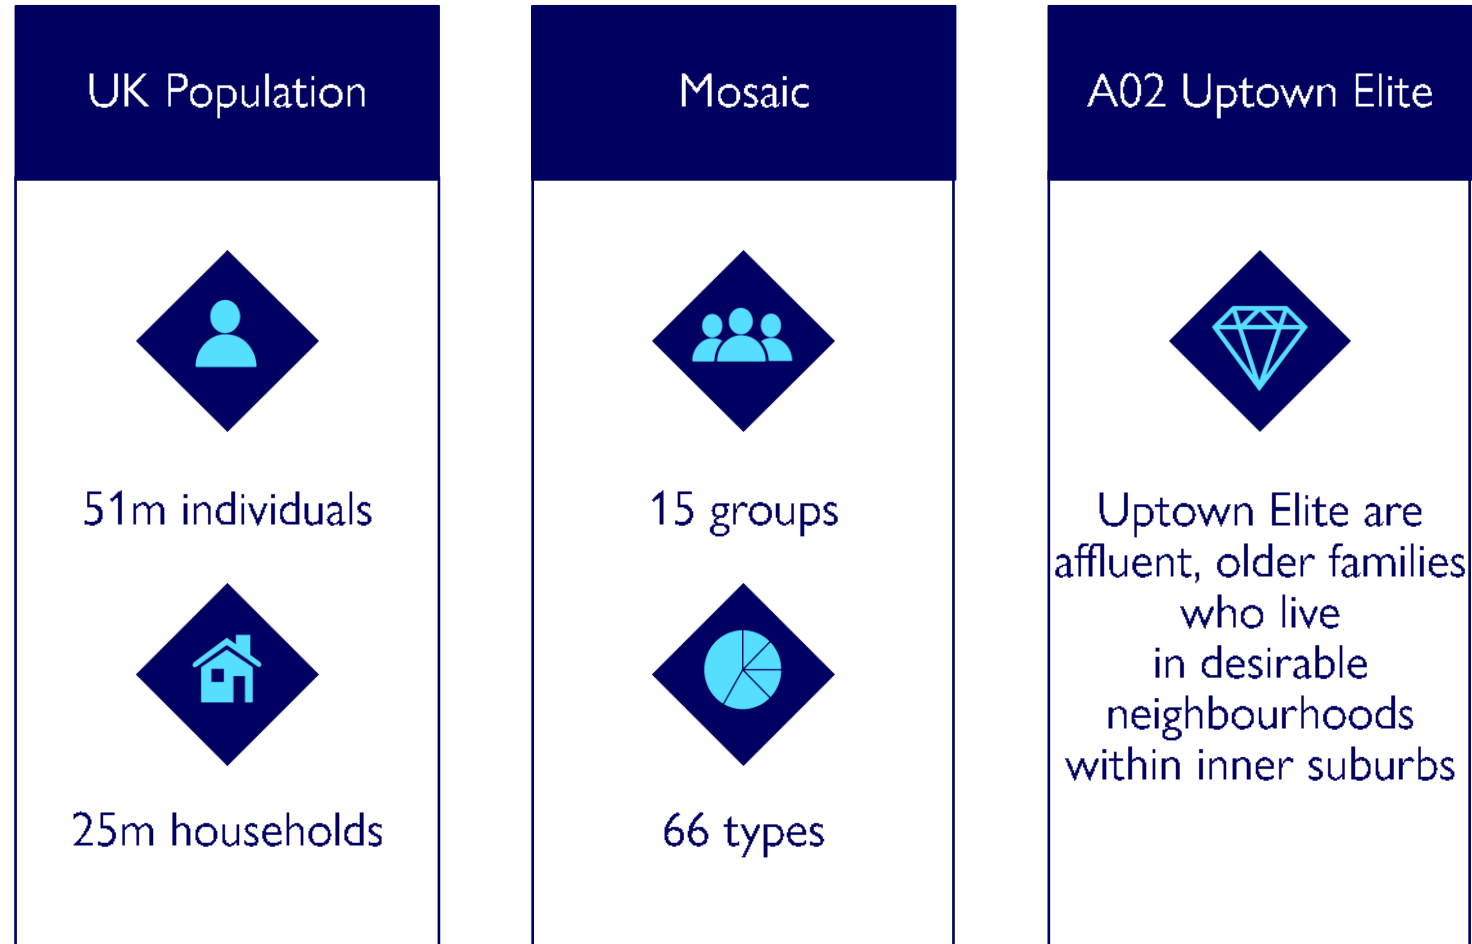 UK Population
51m individuals
25m households
Mosaic
15 groups
66 types
A02 Uptown Elite
Uptown Elite are
affluent, older families
who live
in desirable
neighbourhoods
within inner suburbs